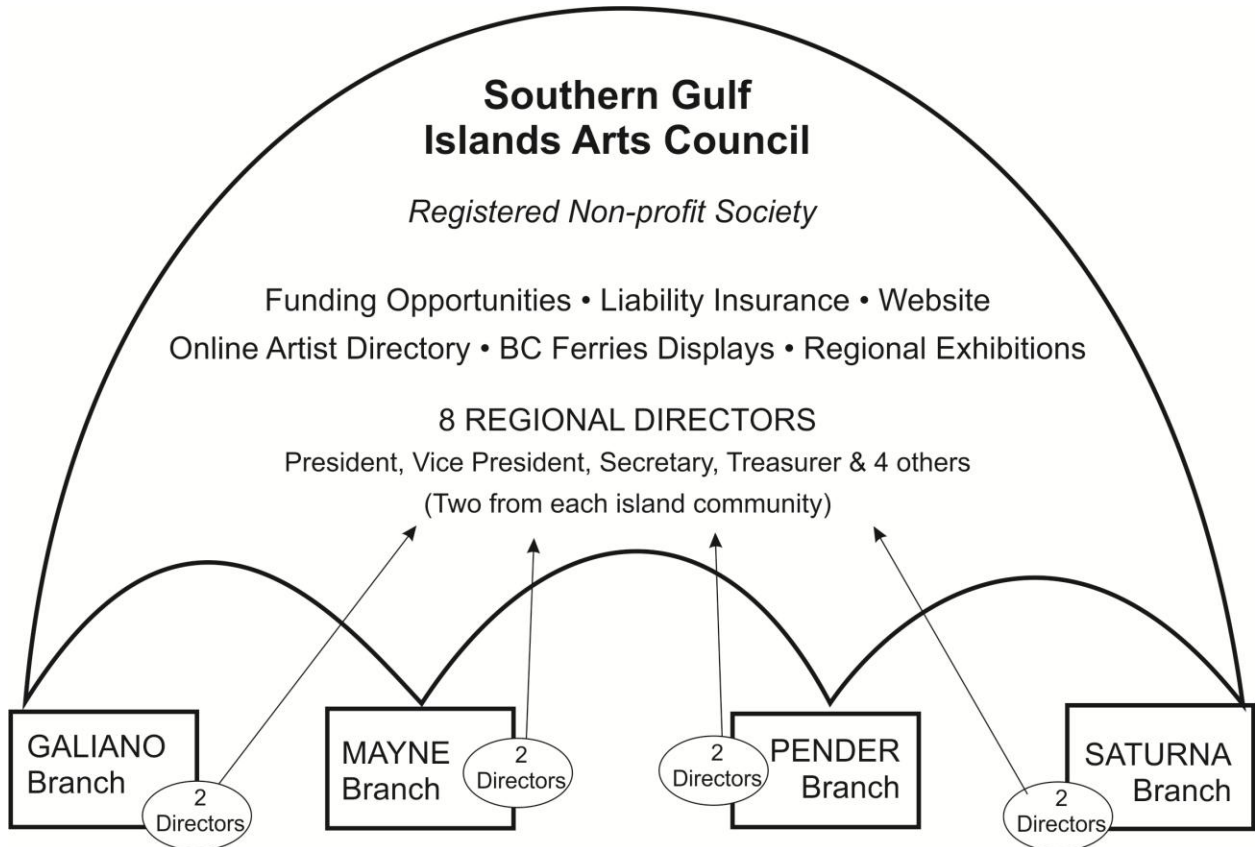 Southern Gulf
Islands Arts Council
Registered Non-profit Society
Funding Opportunities • Liability Insurance • Website
Online Artist Directory • BC Ferries Displays • Regional Exhibitions
8 REGIONAL DIRECTORS
President, Vice President, Secretary, Treasurer & 4 others
(Two from each island community)
GALIANO
Branch
2
Directors
MAYNE
Branch
2
Directors
2
Directors
PENDER
Branch
2
Directors
SATURNA
Branch